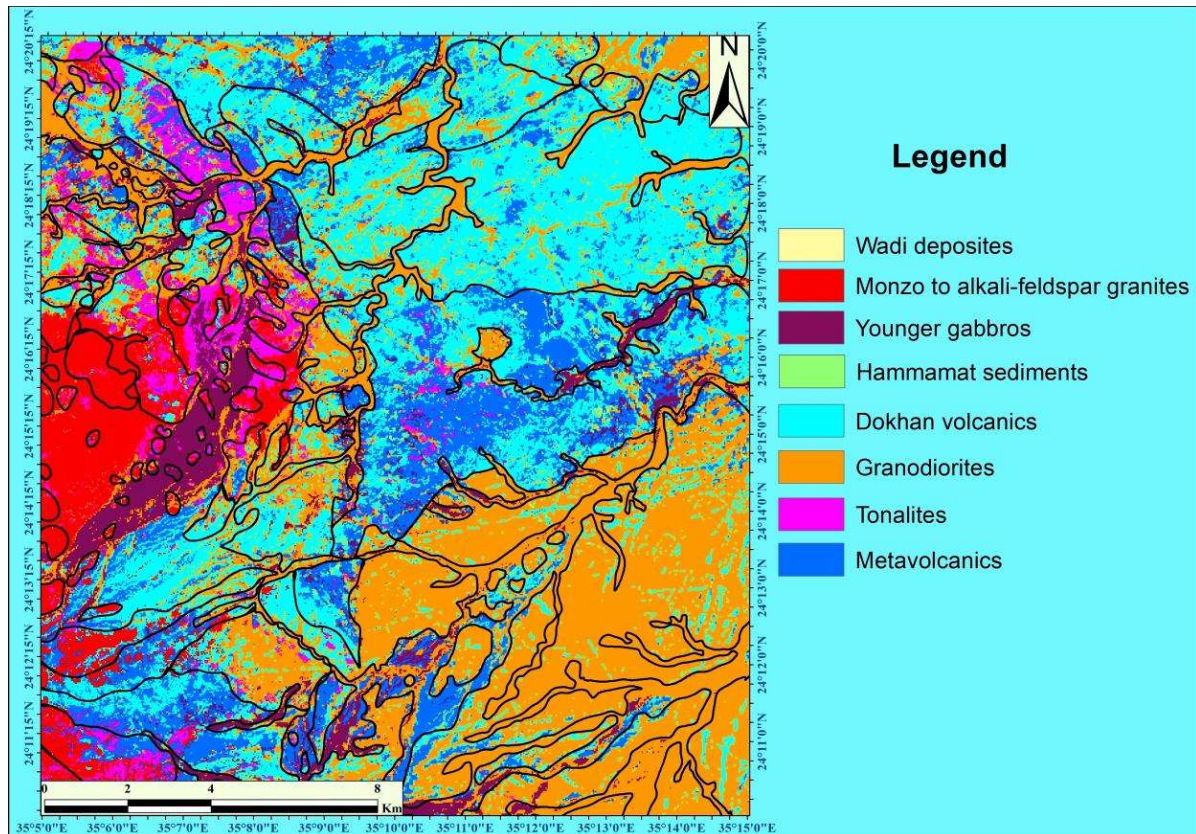 N
24°20'15"N
24°19'15"N
24°18'15"N
24°17'15"N
24°16'15"N
24°15'15"N
24°14'15"N
24°13'15"N
24°12'15"N
24°11'15"N
24°20'0"N
24°19'0"N
24°18'0"N
24°17'0"N
24°16'0"N
24°15'0"N
24°14'0"N
24°13'0"N
24°12'0"N
24°11'0"N
Legend
Wadi deposites
Monzo to alkali-feldspar granites
Younger gabbros
Hammamat sediments
Dokhan volcanics
Granodiorites
Tonalites
Metavolcanics
0 2 4 8
Km
35°5'0"E 35°6'0"E 35°7'0"E 35°8'0"E 35°9'0"E 35°10'0"E 35°11'0"E 35°12'0"E 35°13'0"E 35°14'0"E 35°15'0"E